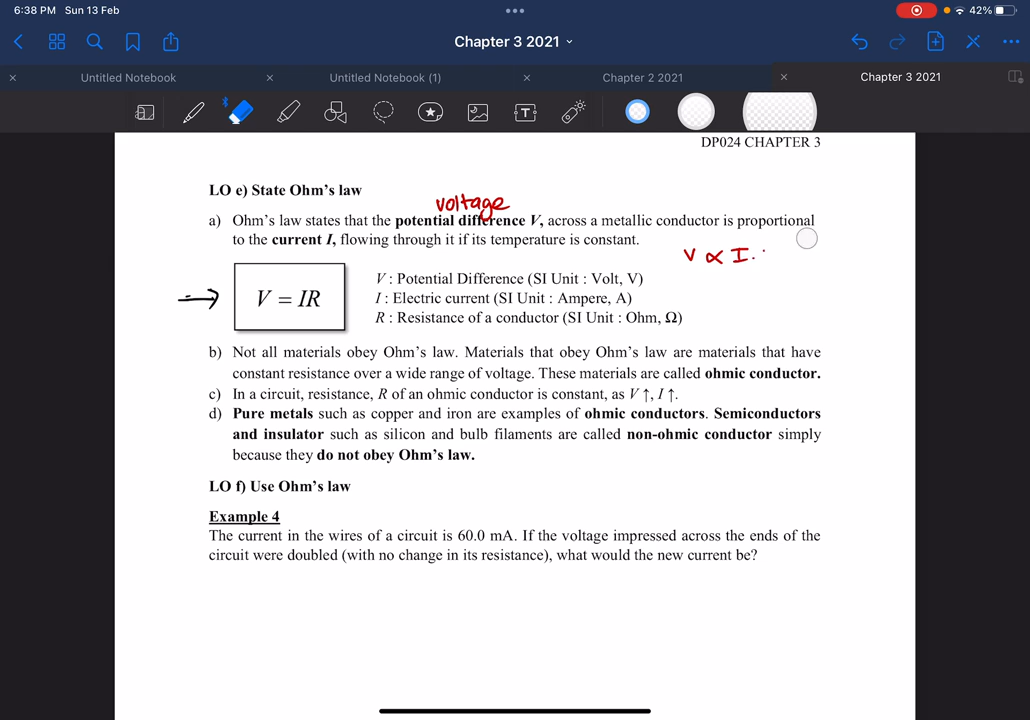 6:38 PM Sun 13 Feb
42%
Chapter 3 2021
Untitled Notebook
Untitled Notebook (1)
Chapter 2 2021
Chapter 3 2021
DP024 CHAPTER 3
LO e) State Ohm's law
voltage
a) Ohm's law states that the potential difference V, across a metallic conductor is proportional
to the current I, flowing through it if its temperature is constant.
V ∝ I.
V = IR
V : Potential Difference (SI Unit : Volt, V)
I : Electric current (SI Unit : Ampere, A)
R : Resistance of a conductor (SI Unit : Ohm, Ω)
b) Not all materials obey Ohm's law. Materials that obey Ohm's law are materials that have
constant resistance over a wide range of voltage. These materials are called ohmic conductor.
c) In a circuit, resistance, R of an ohmic conductor is constant, as V ↑, I ↑.
d) Pure metals such as copper and iron are examples of ohmic conductors. Semiconductors
and insulator such as silicon and bulb filaments are called non-ohmic conductor simply
because they do not obey Ohm's law.
LO f) Use Ohm's law
Example 4
The current in the wires of a circuit is 60.0 mA. If the voltage impressed across the ends of the
circuit were doubled (with no change in its resistance), what would the new current be?